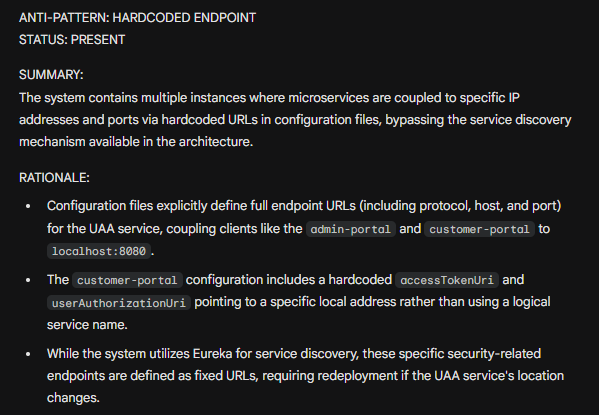 ANTI-PATTERN: HARDCODED ENDPOINT
STATUS: PRESENT
SUMMARY:
The system contains multiple instances where microservices are coupled to specific IP
addresses and ports via hardcoded URLs in configuration files, bypassing the service discovery
mechanism available in the architecture.
RATIONALE:
• Configuration files explicitly define full endpoint URLs (including protocol, host, and port)
for the UAA service, coupling clients like the admin-portal and customer-portal to
localhost:8080.
• The customer-portal configuration includes a hardcoded accessTokenUri and
userAuthorizationUri pointing to a specific local address rather than using a logical
service name.
• While the system utilizes Eureka for service discovery, these specific security-related
endpoints are defined as fixed URLs, requiring redeployment if the UAA service's location
changes.